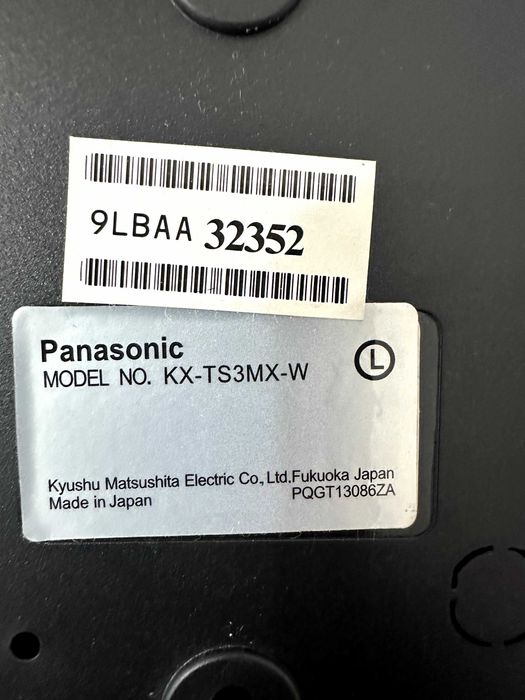 9LBAA 32352
Panasonic
L
MODEL NO. KX-TS3MX-W
Kyushu Matsushita Electric Co., Ltd.Fukuoka Japan
Made in Japan
PQGT13086ZA